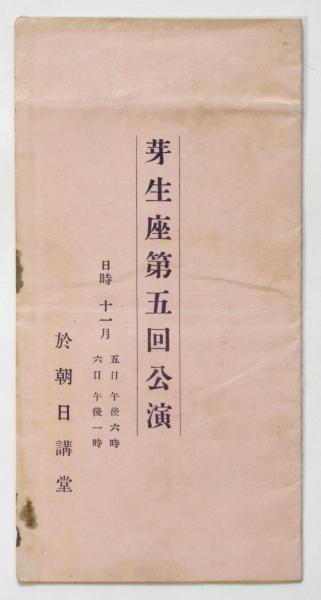 芽生座第五回公演
日時 十一月
五日午後六時
六日午後一時
於朝日講堂